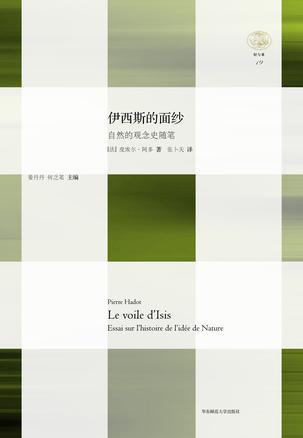 轻与重
19
伊西斯的面纱
自然的观念史随笔
[法] 皮埃尔·阿多 著 张卜天 译
姜丹丹 何乏笔 主编
Pierre Hadot
Le voile d'Isis
Essai sur l'histoire de l'idée de Nature
华东师范大学出版社